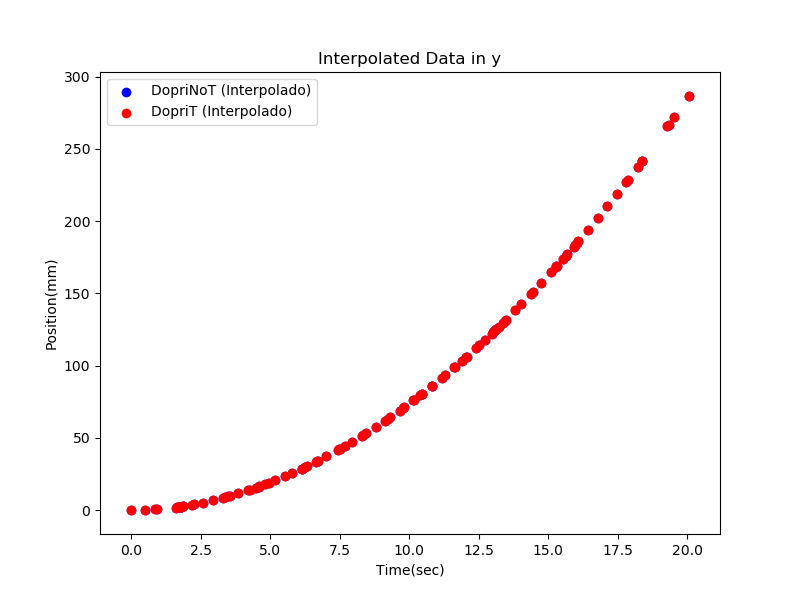 Interpolated Data in y
DopriNoT (Interpolado)
DopriT (Interpolado)
300
250
200
150
100
50
0
Position(mm)
0.0 2.5 5.0 7.5 10.0 12.5 15.0 17.5 20.0
Time(sec)